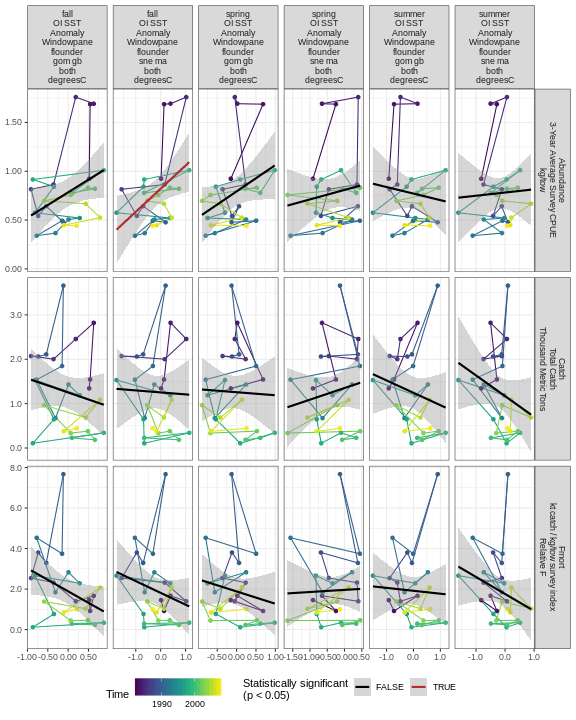 fall
OI SST
Anomaly
Windowpane
flounder
gom gb
both
degreesC
fall
OI SST
Anomaly
Windowpane
flounder
sne ma
both
degreesC
spring
OI SST
Anomaly
Windowpane
flounder
gom gb
both
degreesC
spring
OI SST
Anomaly
Windowpane
flounder
sne ma
both
degreesC
summer
OI SST
Anomaly
Windowpane
flounder
gom gb
both
degreesC
summer
OI SST
Anomaly
Windowpane
flounder
sne ma
both
degreesC
1.50
1.00
0.50
0.00
Abundance
3-Year Average Survey CPUE
kg/tow
3.0
2.0
1.0
0.0
Catch
Total Catch
Thousand Metric Tons
8.0
6.0
4.0
2.0
0.0
Fmort
kt catch / kg/tow survey index
Relative F
-1.00 -0.50 0.00 0.50
-1.0 0.0 1.0
-0.50 0.00 0.50 1.00
-1.50 -1.00 -0.50 0.00 0.50
-1.0 0.0 1.0
-1.0 0.0 1.0
Time
1990 2000
Statistically significant
(p < 0.05)
FALSE
TRUE